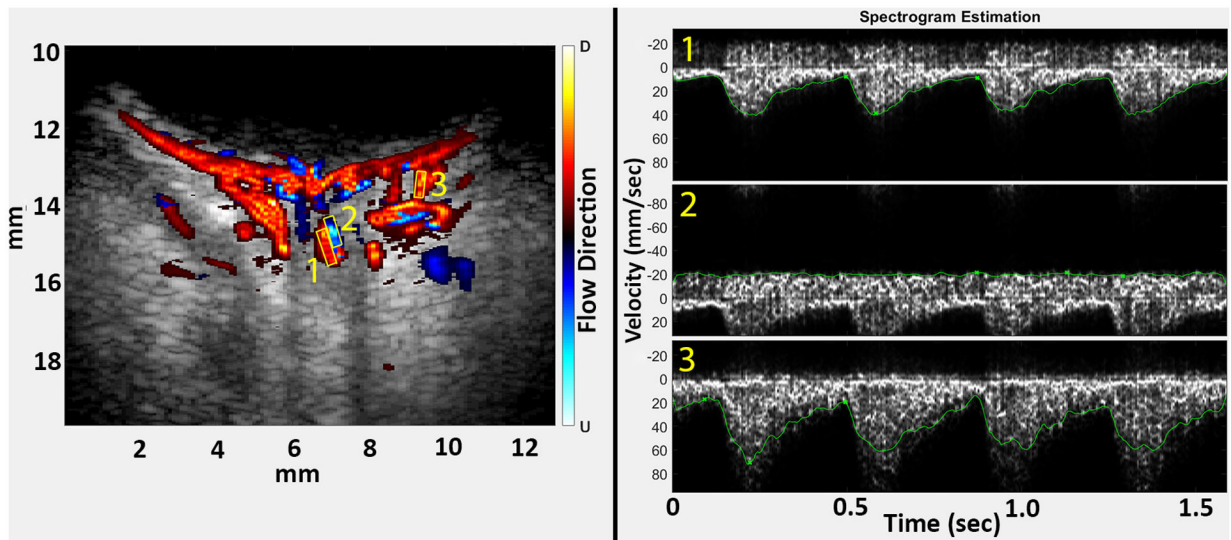 10
12
14
16
18
mm
2 4 6 8 10 12
mm
1
2
3
D
U
Flow Direction
Spectrogram Estimation
1
-20
0
20
40
60
80
2
-80
-60
-40
-20
0
20
3
-20
0
20
40
60
80
Velocity (mm/sec)
0 0.5 1.0 1.5
Time (sec)